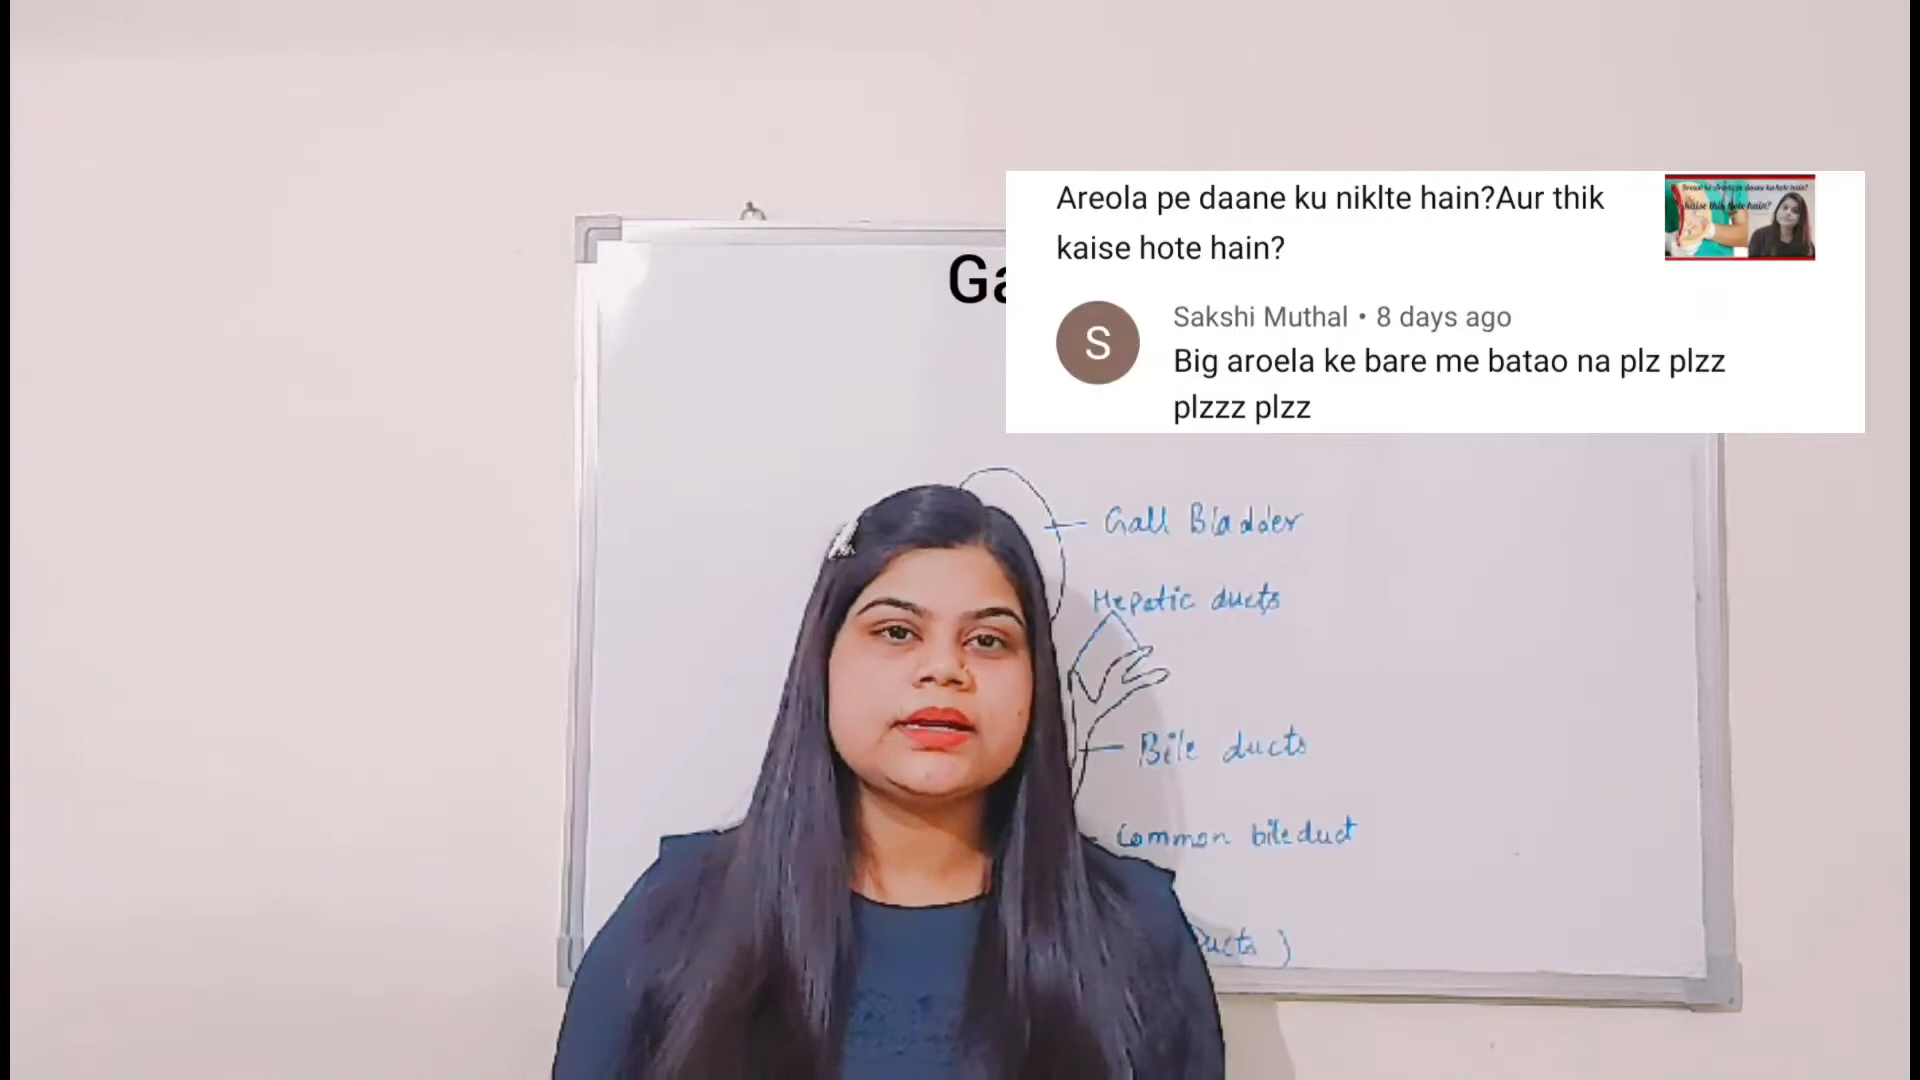 Areola pe daane ku niklte hain?Aur thik
kaise hote hain?
Sakshi Muthal • 8 days ago
S
Big aroela ke bare me batao na plz plzz
plzzz plzz
Gall Bladder
Hepatic ducts
Bile ducts
Common bile duct
Ducts )